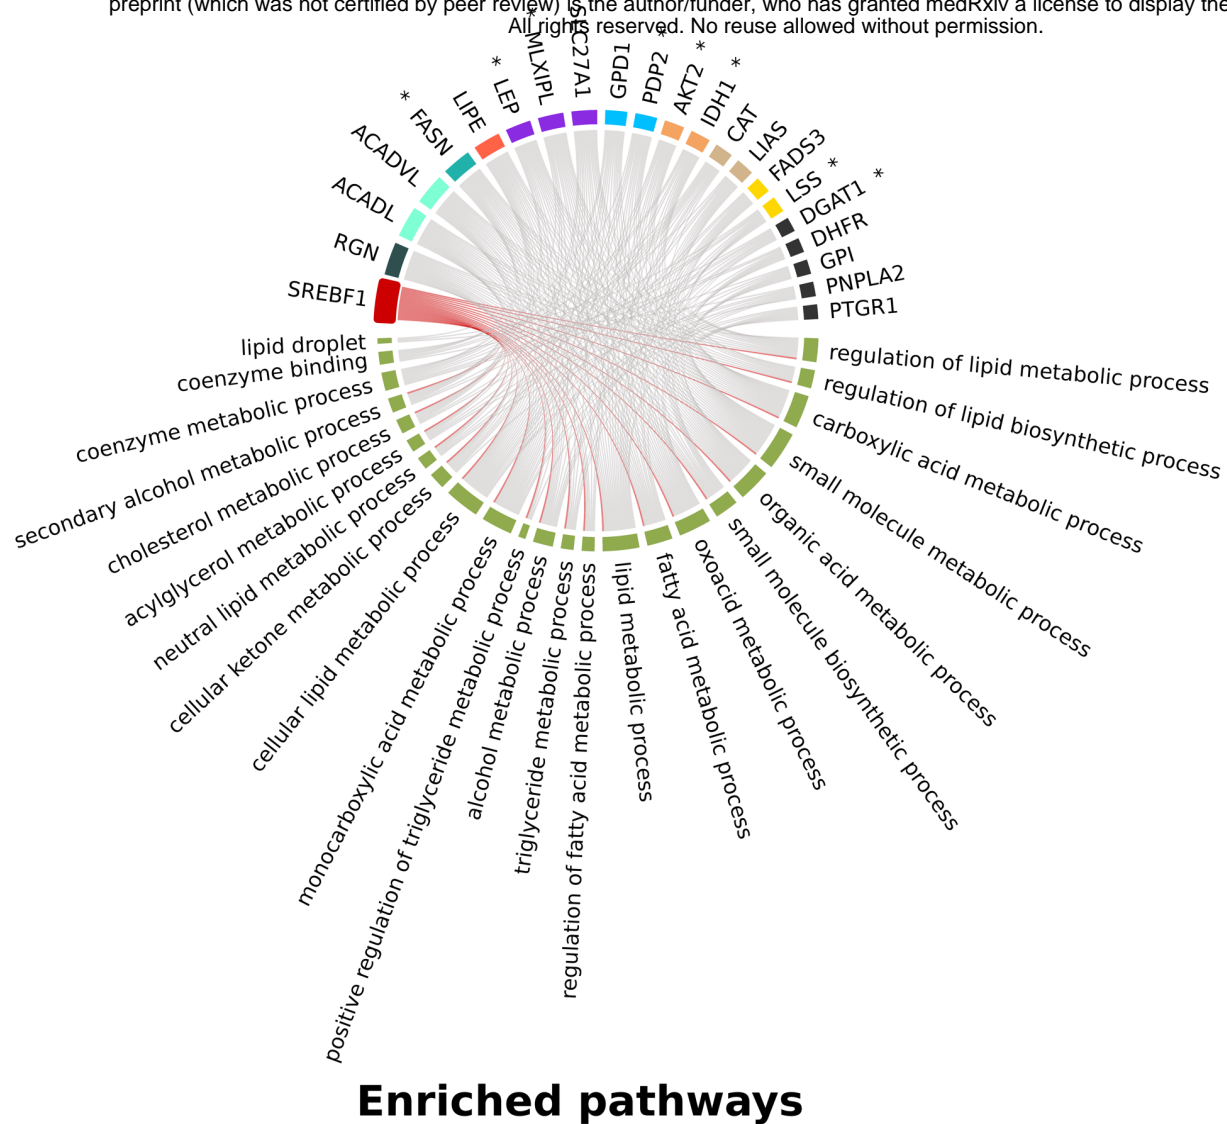 preprint (which was not certified by peer review) is the author/funder, who has granted medRxiv a license to display the
All rights reserved. No reuse allowed without permission.
SREBF1
RGN
ACADL
ACADVL
FASN *
LIPE
LEP *
MLXIPL *
SLC27A1
GPD1
PDP2 *
AKT2 *
IDH1 *
CAT
LIAS
FADS3
LSS *
DGAT1 *
DHFR
GPI
PNPLA2
PTGR1
regulation of lipid metabolic process
regulation of lipid biosynthetic process
carboxylic acid metabolic process
small molecule metabolic process
organic acid metabolic process
small molecule biosynthetic process
oxoacid metabolic process
fatty acid metabolic process
lipid metabolic process
regulation of fatty acid metabolic process
triglyceride metabolic process
alcohol metabolic process
positive regulation of triglyceride metabolic process
monocarboxylic acid metabolic process
cellular lipid metabolic process
cellular ketone metabolic process
neutral lipid metabolic process
acylglycerol metabolic process
cholesterol metabolic process
secondary alcohol metabolic process
coenzyme metabolic process
coenzyme binding
lipid droplet
Enriched pathways